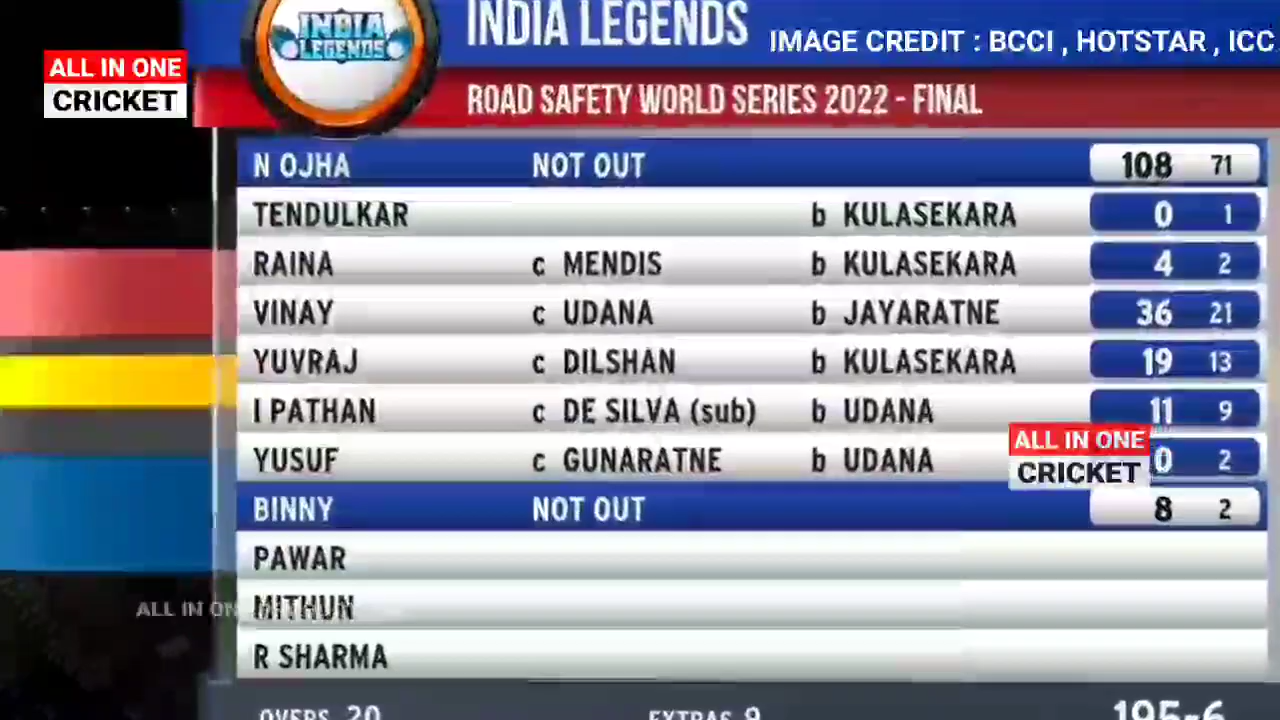 INDIA LEGENDS
IMAGE CREDIT : BCCI , HOTSTAR , ICC
ALL IN ONE
CRICKET
INDIA
LEGENDS
ROAD SAFETY WORLD SERIES 2022 - FINAL
N OJHA NOT OUT 108 71
TENDULKAR b KULASEKARA 0 1
RAINA c MENDIS b KULASEKARA 4 2
VINAY c UDANA b JAYARATNE 36 21
YUVRAJ c DILSHAN b KULASEKARA 19 13
I PATHAN c DE SILVA (sub) b UDANA 11 9
ALL IN ONE
CRICKET
YUSUF c GUNARATNE b UDANA 0 2
BINNY NOT OUT 8 2
PAWAR
ALL IN ON
MITHUN
R SHARMA
OVERS 20 EXTRAS 9 195-6